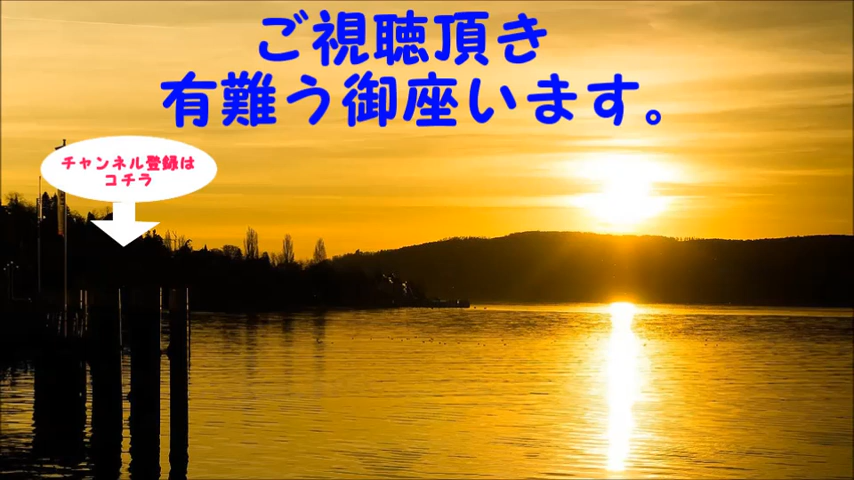 ご視聴頂き
有難う御座います。
チャンネル登録は
コチラ